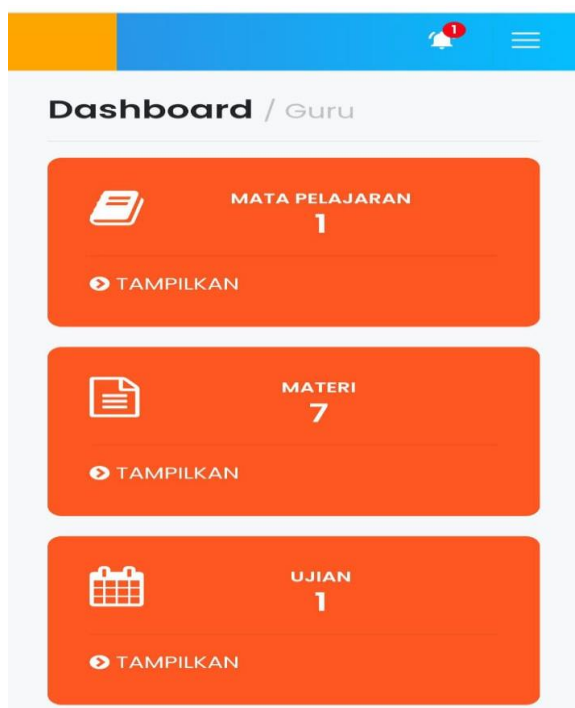 1
Dashboard / Guru
MATA PELAJARAN
1
TAMPILKAN
MATERI
7
TAMPILKAN
UJIAN
1
TAMPILKAN